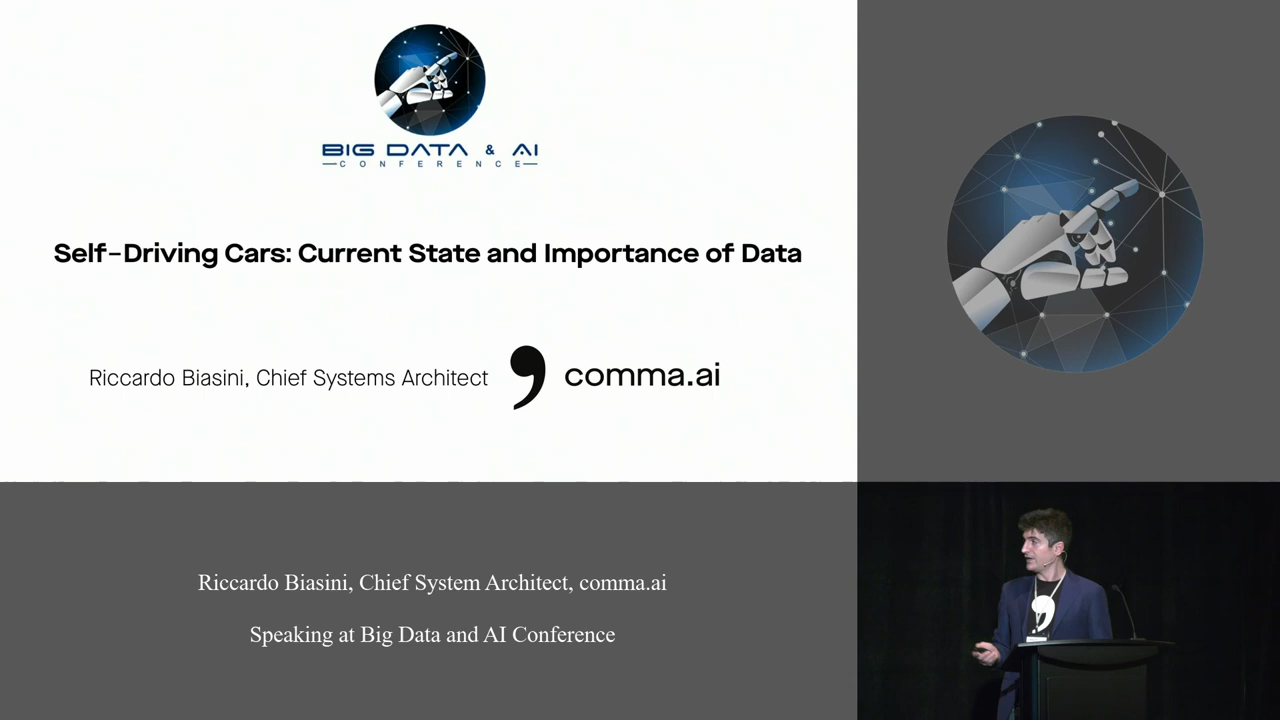 BIG DATA & AI
CONFERENCE
Self-Driving Cars: Current State and Importance of Data
Riccardo Biasini, Chief Systems Architect
comma.ai
Riccardo Biasini, Chief System Architect, comma.ai
Speaking at Big Data and AI Conference